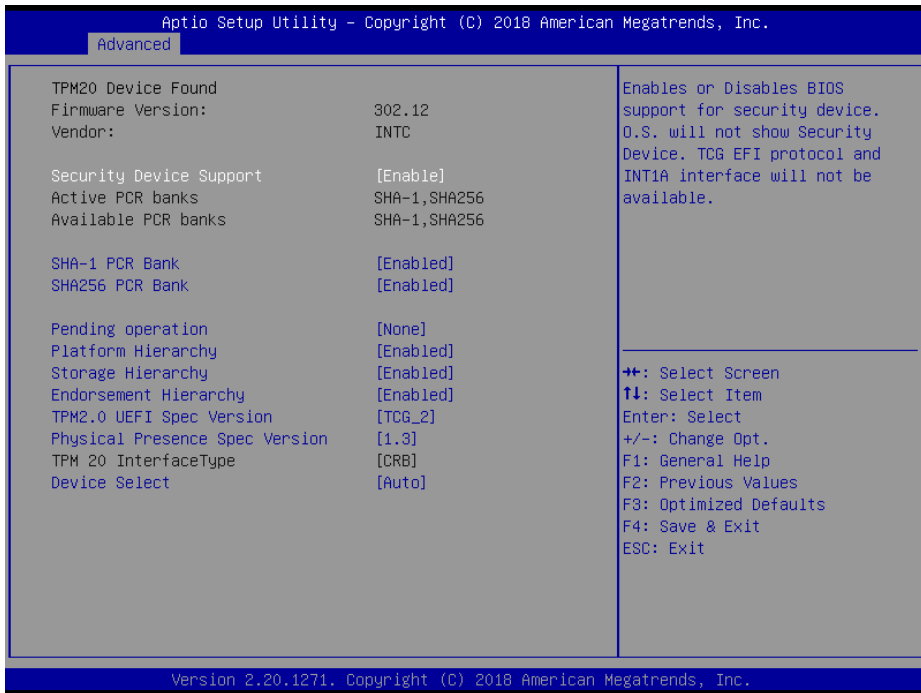 Aptio Setup Utility – Copyright (C) 2018 American Megatrends, Inc.
Advanced
TPM20 Device Found
Firmware Version: 302.12
Vendor: INTC
Security Device Support [Enable]
Active PCR banks SHA-1,SHA256
Available PCR banks SHA-1,SHA256
SHA-1 PCR Bank [Enabled]
SHA256 PCR Bank [Enabled]
Pending operation [None]
Platform Hierarchy [Enabled]
Storage Hierarchy [Enabled]
Endorsement Hierarchy [Enabled]
TPM2.0 UEFI Spec Version [TCG_2]
Physical Presence Spec Version [1.3]
TPM 20 InterfaceType [CRB]
Device Select [Auto]
Enables or Disables BIOS
support for security device.
O.S. will not show Security
Device. TCG EFI protocol and
INT1A interface will not be
available.
→←: Select Screen
↑↓: Select Item
Enter: Select
+/-: Change Opt.
F1: General Help
F2: Previous Values
F3: Optimized Defaults
F4: Save & Exit
ESC: Exit
Version 2.20.1271. Copyright (C) 2018 American Megatrends, Inc.